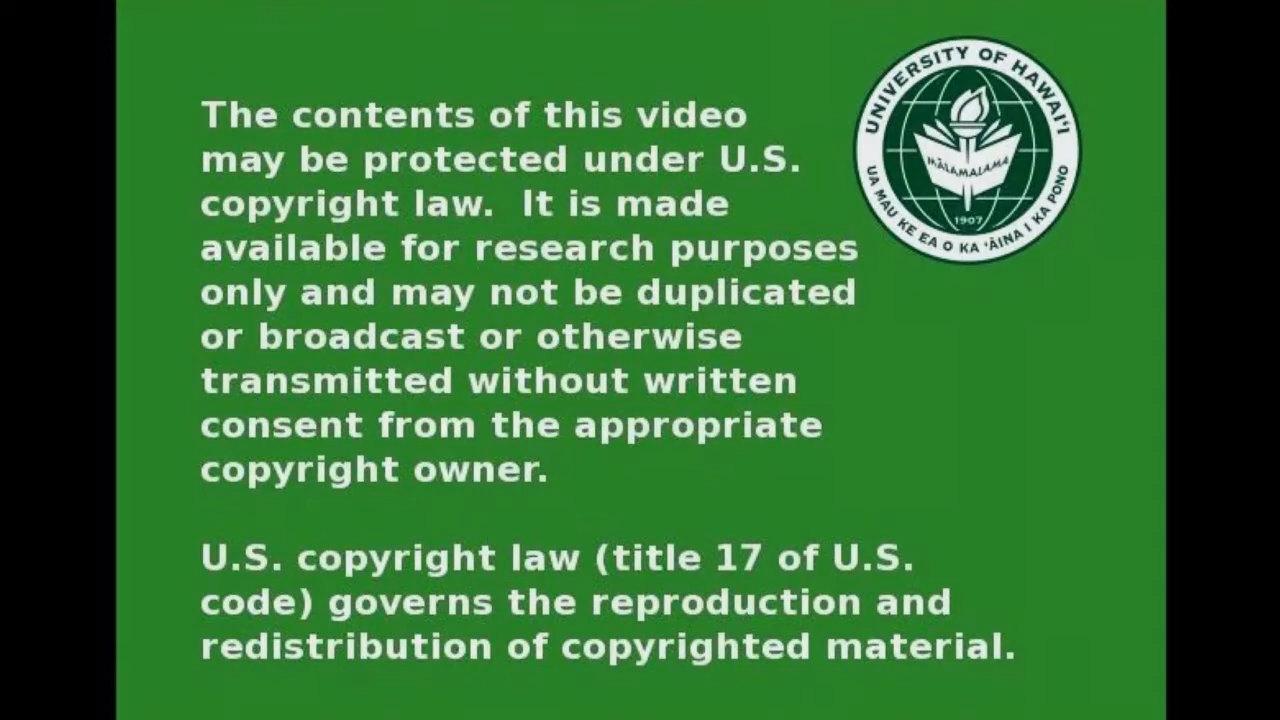 The contents of this video
may be protected under U.S.
copyright law.  It is made
available for research purposes
only and may not be duplicated
or broadcast or otherwise
transmitted without written
consent from the appropriate
copyright owner.
U.S. copyright law (title 17 of U.S.
code) governs the reproduction and
redistribution of copyrighted material.
UNIVERSITY OF HAWAIʻI
MĀLAMALAMA
1907
UA MAU KE EA O KA ʻĀINA I KA PONO